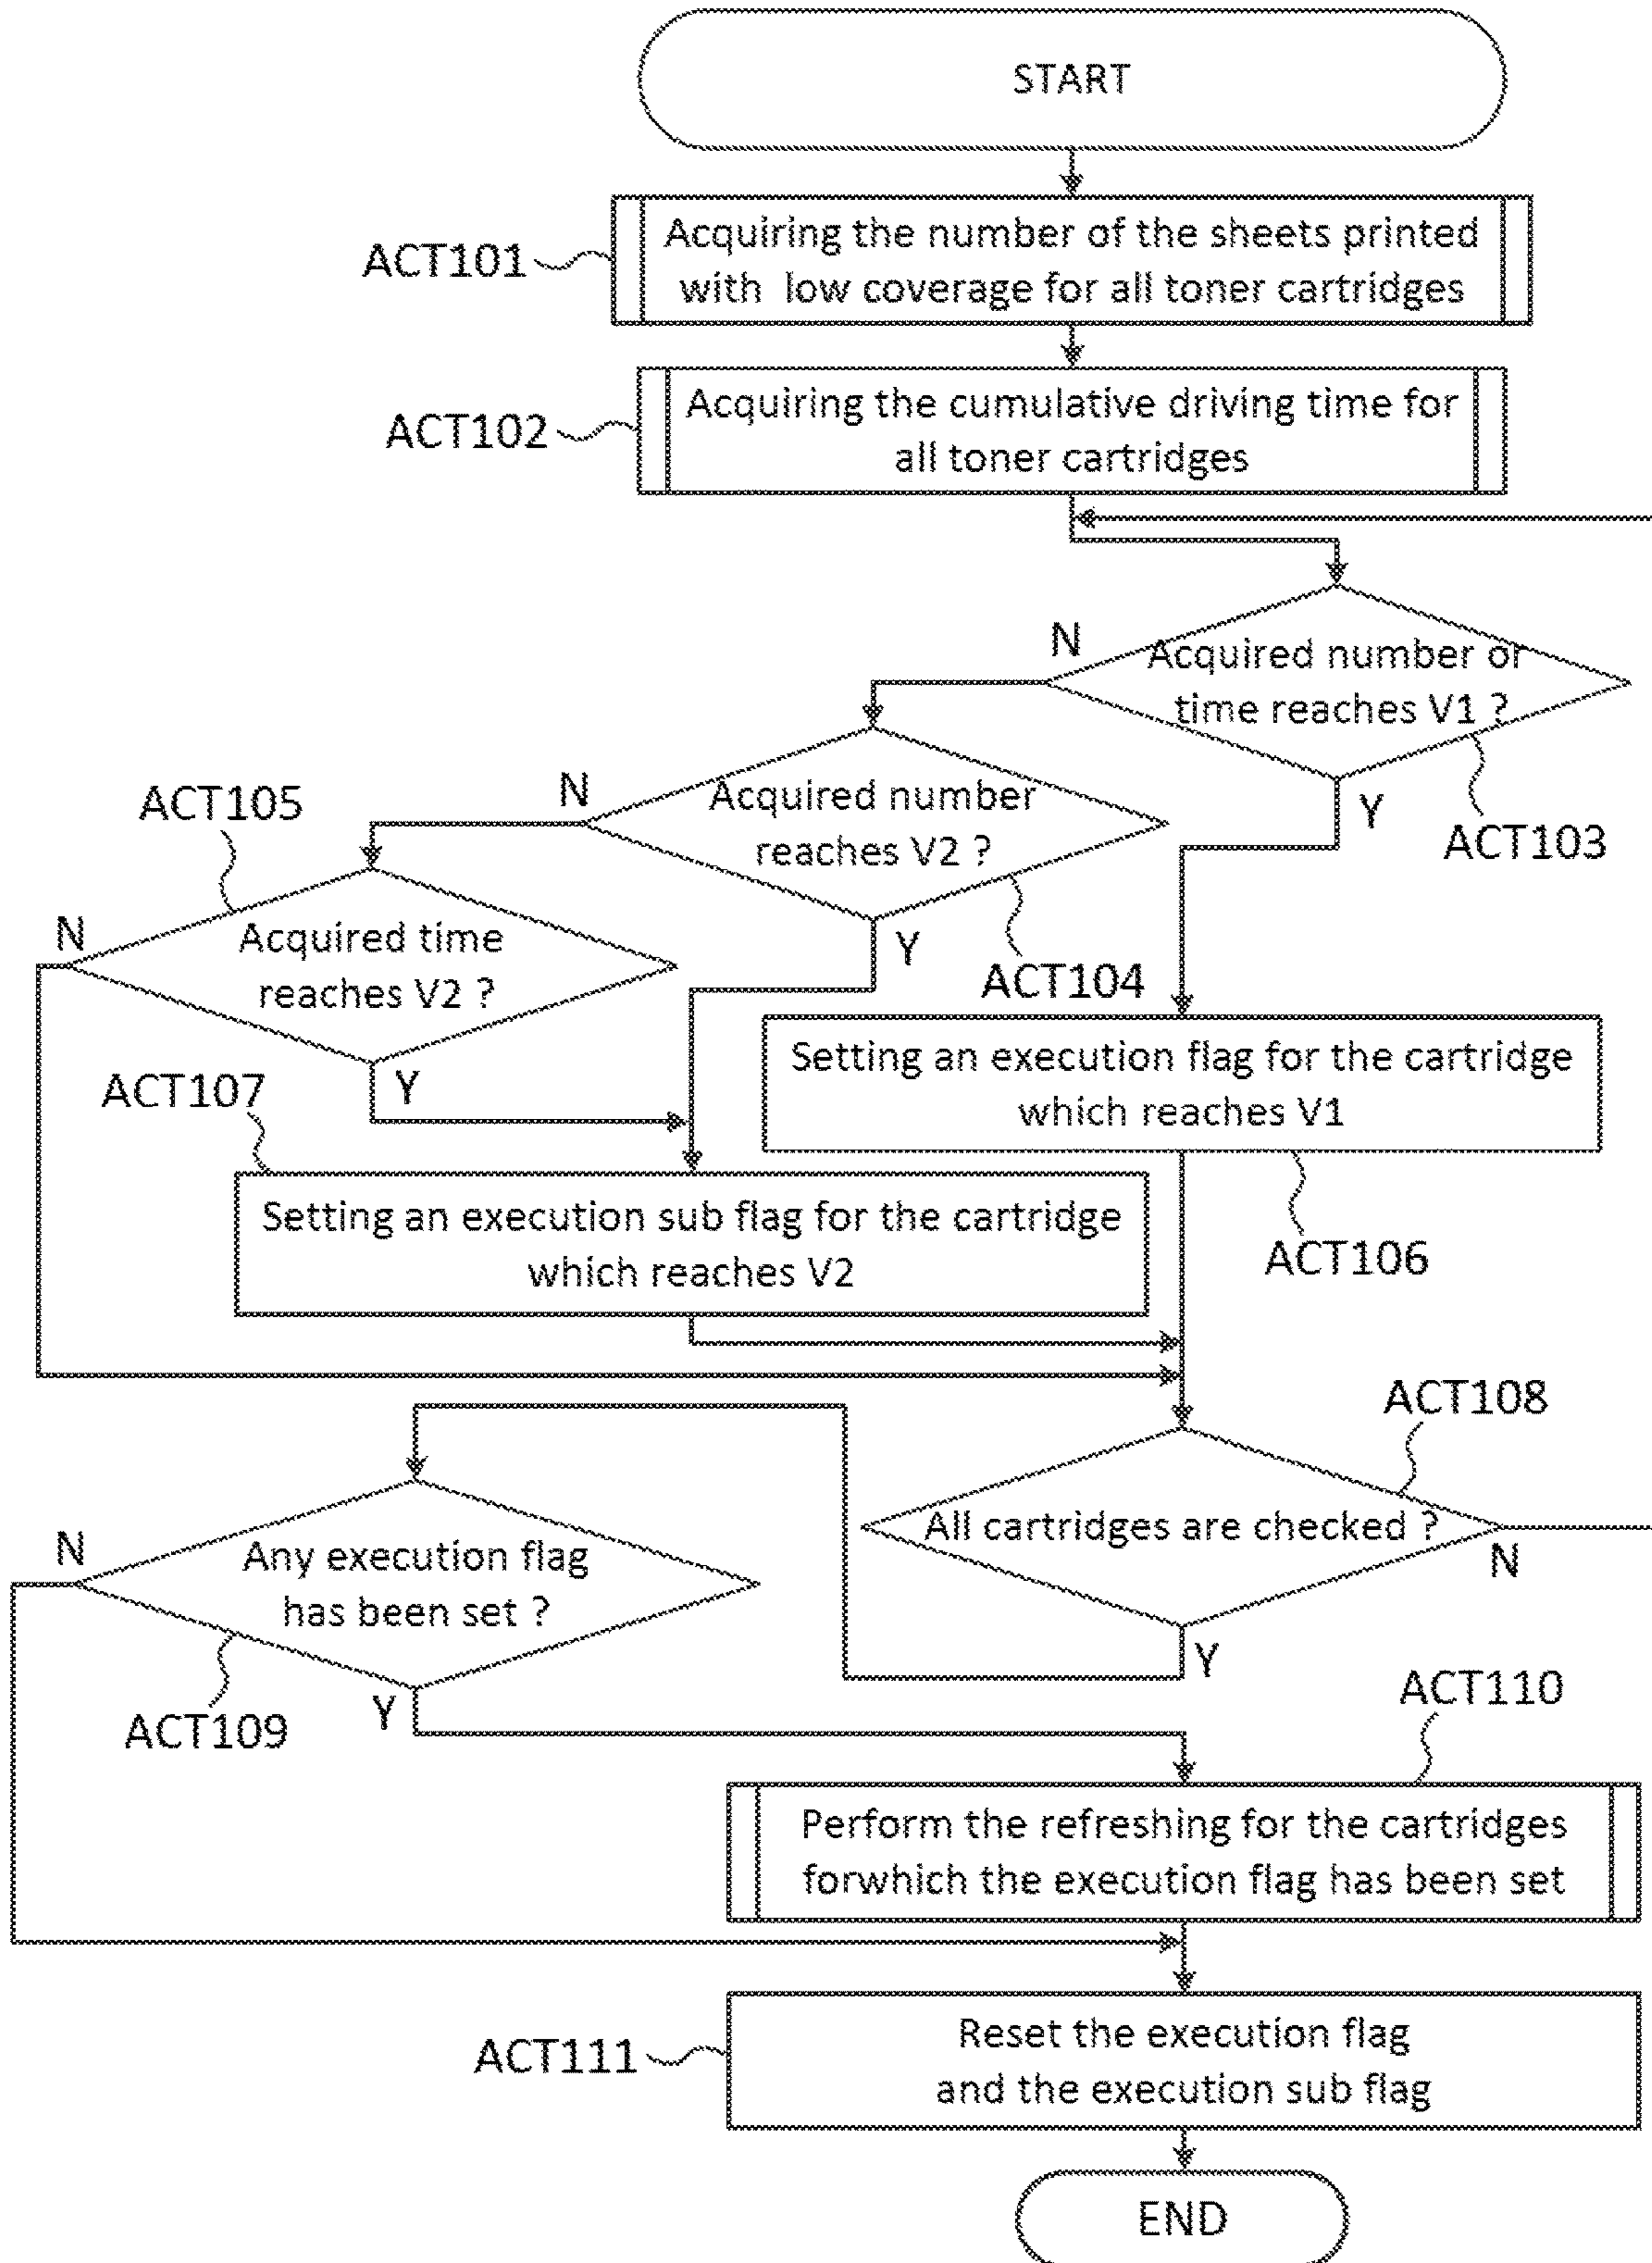 START
ACT101
Acquiring the number of the sheets printed
with low coverage for all toner cartridges
ACT102
Acquiring the cumulative driving time for
all toner cartridges
N
Acquired number or
time reaches V1 ?
Y
ACT103
N
Acquired number
reaches V2 ?
Y
ACT104
ACT105
N
Acquired time
reaches V2 ?
Y
Setting an execution flag for the cartridge
which reaches V1
ACT106
ACT107
Setting an execution sub flag for the cartridge
which reaches V2
ACT108
All cartridges are checked ?
N
Y
N
Any execution flag
has been set ?
Y
ACT109
ACT110
Perform the refreshing for the cartridges
forwhich the execution flag has been set
ACT111
Reset the execution flag
and the execution sub flag
END